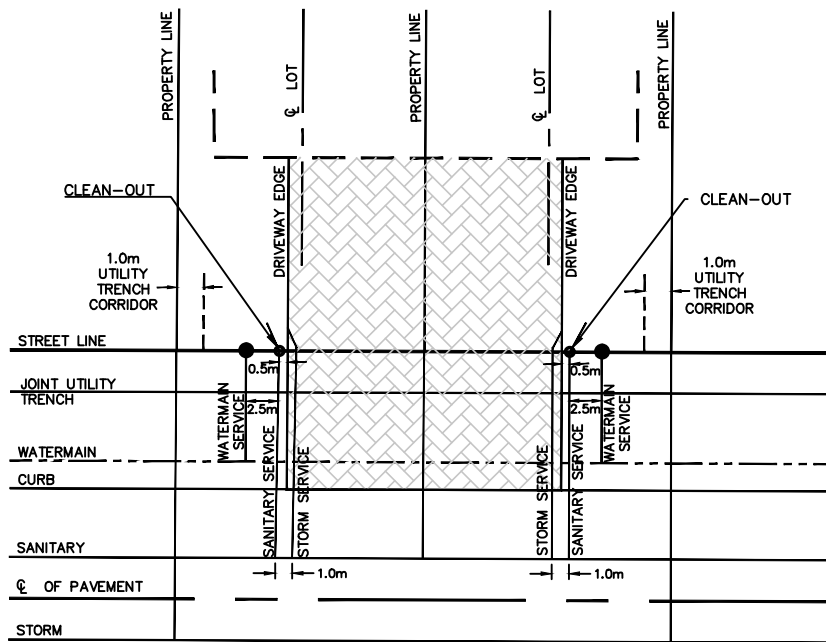 PROPERTY LINE
℄ LOT
PROPERTY LINE
℄ LOT
PROPERTY LINE
CLEAN-OUT
DRIVEWAY EDGE
DRIVEWAY EDGE
CLEAN-OUT
1.0m
UTILITY
TRENCH
CORRIDOR
1.0m
UTILITY
TRENCH
CORRIDOR
STREET LINE
0.5m
0.5m
JOINT UTILITY
TRENCH
2.5m
2.5m
WATERMAIN
SERVICE
WATERMAIN
SERVICE
WATERMAIN
CURB
SANITARY SERVICE
STORM SERVICE
STORM SERVICE
SANITARY SERVICE
SANITARY
1.0m
1.0m
℄ OF PAVEMENT
STORM